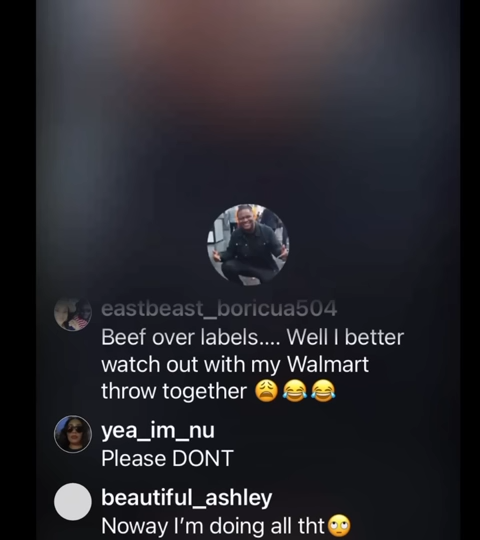 eastbeast_boricua504
Beef over labels.... Well I better
watch out with my Walmart
throw together 😩😂😂
yea_im_nu
Please DONT
beautiful_ashley
Noway I'm doing all tht🙄